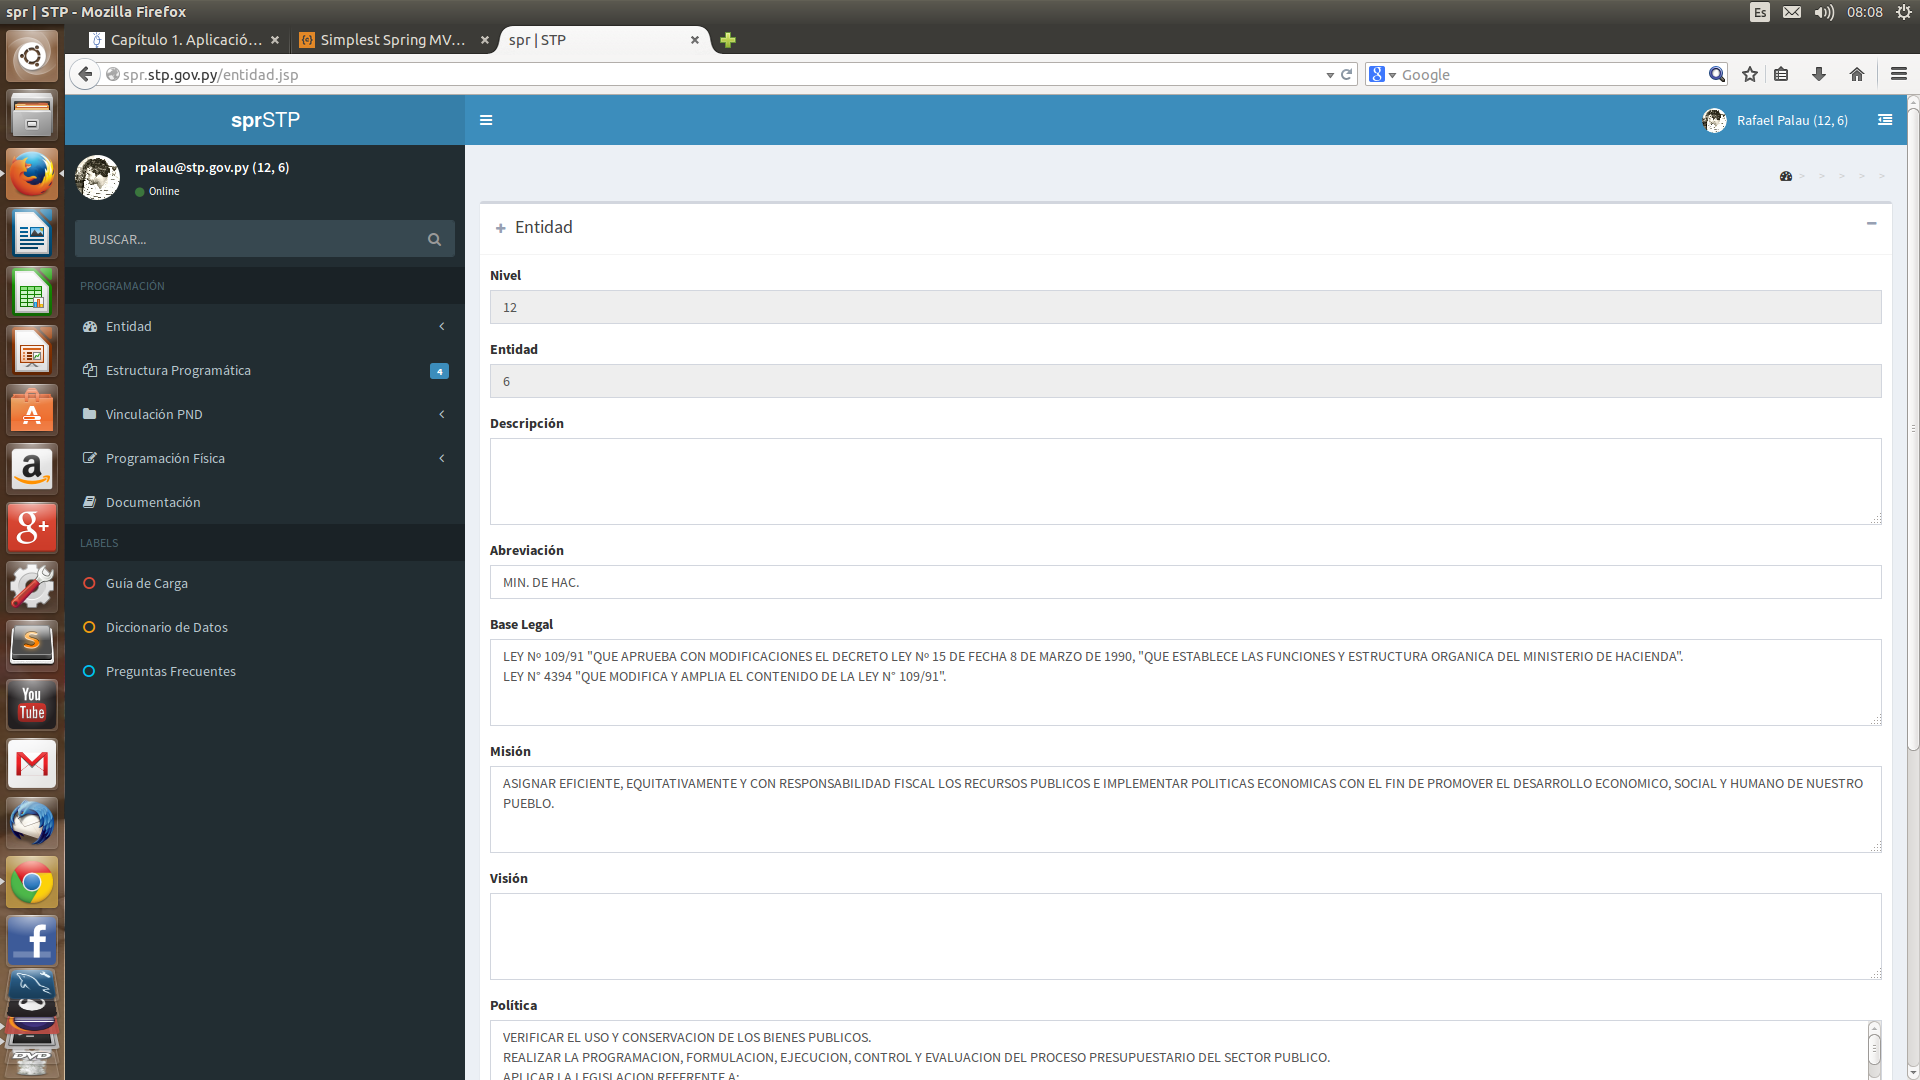 spr | STP - Mozilla Firefox
Es
08:08
Capítulo 1. Aplicació...
Simplest Spring MV...
spr | STP
spr.stp.gov.py/entidad.jsp
Google
sprSTP
Rafael Palau (12, 6)
rpalau@stp.gov.py (12, 6)
Online
BUSCAR...
PROGRAMACIÓN
Entidad
Estructura Programática
4
Vinculación PND
Programación Fisica
Documentación
LABELS
Guía de Carga
Diccionario de Datos
Preguntas Frecuentes
Entidad
Nivel
12
Entidad
6
Descripción
Abreviación
MIN. DE HAC.
Base Legal
LEY Nº 109/91 "QUE APRUEBA CON MODIFICACIONES EL DECRETO LEY Nº 15 DE FECHA 8 DE MARZO DE 1990, "QUE ESTABLECE LAS FUNCIONES Y ESTRUCTURA ORGANICA DEL MINISTERIO DE HACIENDA".
LEY N° 4394 "QUE MODIFICA Y AMPLIA EL CONTENIDO DE LA LEY N° 109/91".
Misión
ASIGNAR EFICIENTE, EQUITATIVAMENTE Y CON RESPONSABILIDAD FISCAL LOS RECURSOS PUBLICOS E IMPLEMENTAR POLITICAS ECONOMICAS CON EL FIN DE PROMOVER EL DESARROLLO ECONOMICO, SOCIAL Y HUMANO DE NUESTRO
PUEBLO.
Visión
Política
VERIFICAR EL USO Y CONSERVACION DE LOS BIENES PUBLICOS.
REALIZAR LA PROGRAMACION, FORMULACION, EJECUCION, CONTROL Y EVALUACION DEL PROCESO PRESUPUESTARIO DEL SECTOR PUBLICO.
APLICAR LA LEGISLACION REFERENTE A:
You
Tube
DVD